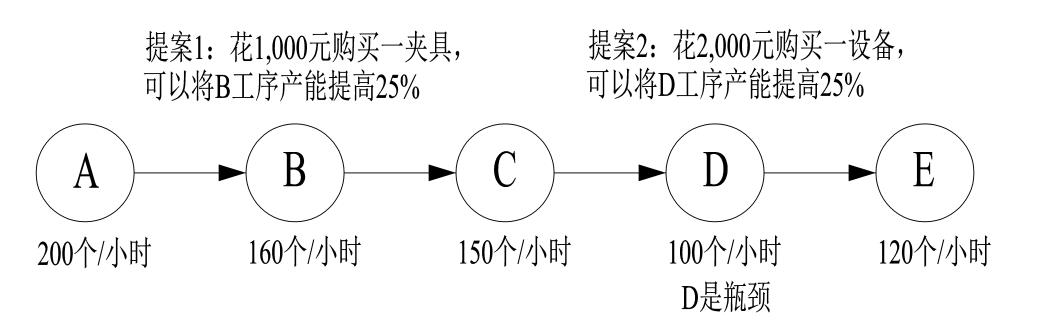 提案1：花1,000元购买一夹具，
可以将B工序产能提高25%
提案2：花2,000元购买一设备，
可以将D工序产能提高25%
A
B
C
D
E
200个/小时
160个/小时
150个/小时
100个/小时
120个/小时
D是瓶颈